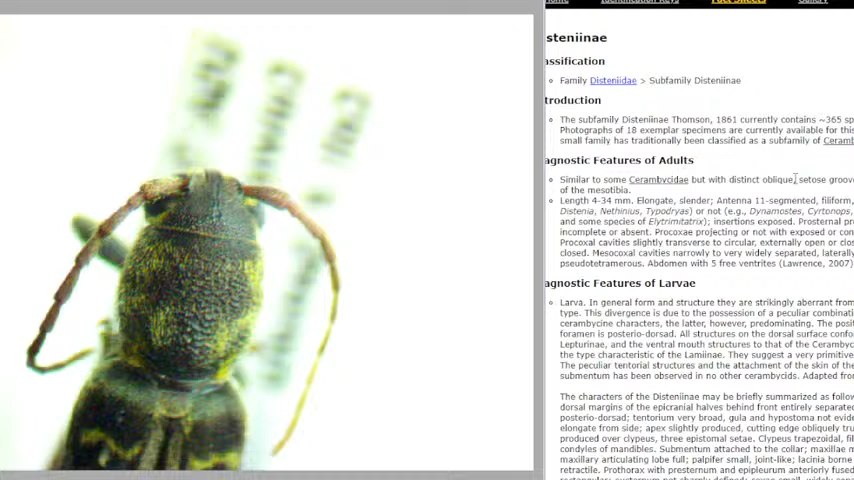 Home Identification Keys Fact Sheets Gallery
steniinae
assification
Family Disteniidae > Subfamily Disteniinae
troduction
The subfamily Disteniinae Thomson, 1861 currently contains ~365 sp
Photographs of 18 exemplar specimens are currently available for this
small family has traditionally been classified as a subfamily of Ceramb
agnostic Features of Adults
Similar to some Cerambycidae but with distinct oblique, setose groov
of the mesotibia.
Length 4-34 mm. Elongate, slender; Antenna 11-segmented, filiform,
Distenia, Nethinius, Typodryas) or not (e.g., Dynamostes, Cyrtonops,
and some species of Elytrimitatrix); insertions exposed. Prosternal pr
incomplete or absent. Procoxae projecting or not with exposed or con
Procoxal cavities slightly transverse to circular, externally open or clos
closed. Mesocoxal cavities narrowly to very widely separated, laterally
pseudotetramerous. Abdomen with 5 free ventrites (Lawrence, 2007)
agnostic Features of Larvae
Larva. In general form and structure they are strikingly aberrant from
type. This divergence is due to the possession of a peculiar combinati
cerambycine characters, the latter, however, predominating. The posit
foramen is posterio-dorsad. All structures on the dorsal surface confor
Lepturinae, and the ventral mouth structures to that of the Cerambyc
the type characteristic of the Lamiinae. They suggest a very primitive
The peculiar tentorial structures and the attachment of the skin of the
submentum has been observed in no other cerambycids. Adapted fro
The characters of the Disteniinae may be briefly summarized as follow
dorsal margins of the epicranial halves behind front entirely separated
posterio-dorsad; tentorium very broad, gula and hypostoma not evide
elongate from side; apex slightly produced, cutting edge obliquely tru
produced over clypeus, three epistomal setae. Clypeus trapezoidal, fil
condyles of mandibles. Submentum attached to the collar; maxillae m
maxillary articulating lobe full; palpifer small, joint-like; lacinia borne
retractile. Prothorax with presternum and epipleurum anteriorly fused